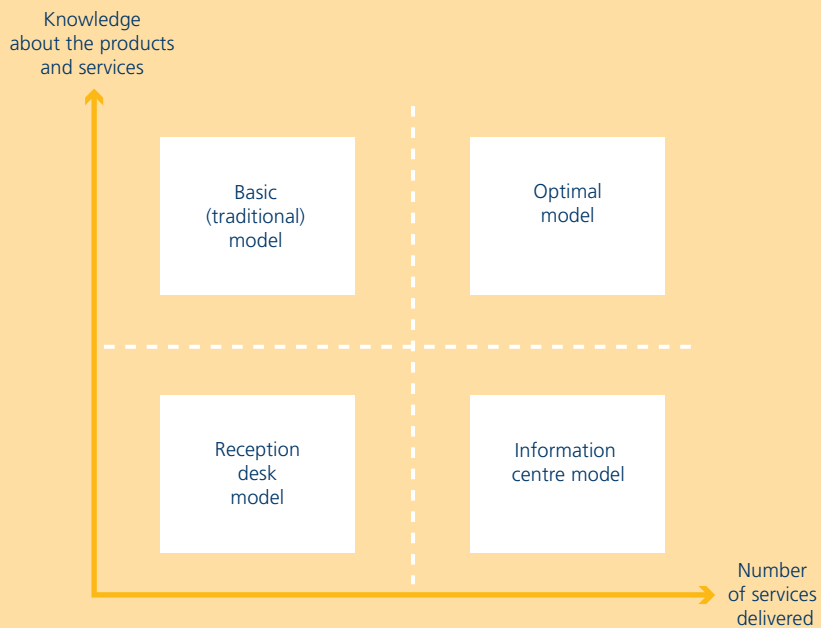 Knowledge
about the products
and services
Basic
(traditional)
model
Optimal
model
Reception
desk
model
Information
centre model
Number
of services
delivered